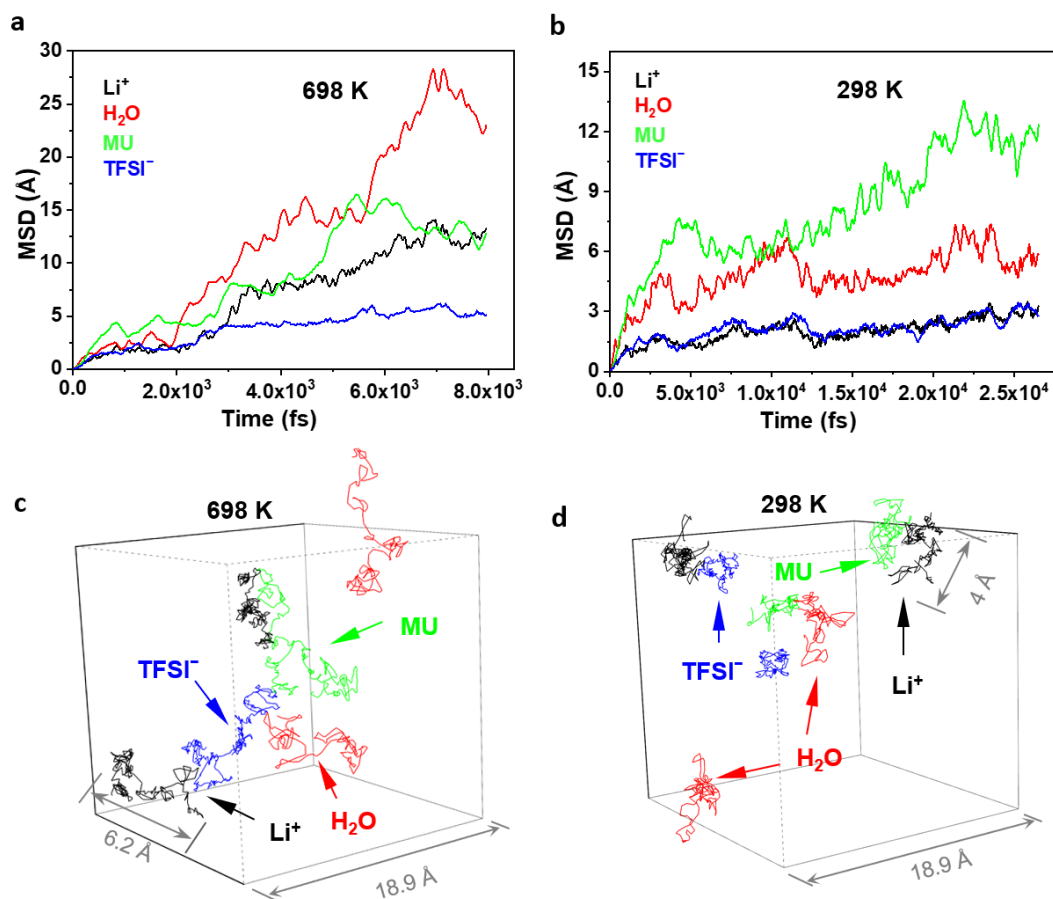 a
30
25
20
15
10
5
0
MSD (Å)
Li⁺
H₂O
MU
TFSI⁻
698 K
0.0
2.0x10³
4.0x10³
6.0x10³
8.0x10³
Time (fs)
b
15
12
9
6
3
0
MSD (Å)
Li⁺
H₂O
MU
TFSI⁻
298 K
0.0
5.0x10³
1.0x10⁴
1.5x10⁴
2.0x10⁴
2.5x10⁴
Time (fs)
c
698 K
MU
TFSI⁻
Li⁺
H₂O
6.2 Å
18.9 Å
d
298 K
MU
4 Å
TFSI⁻
Li⁺
H₂O
18.9 Å